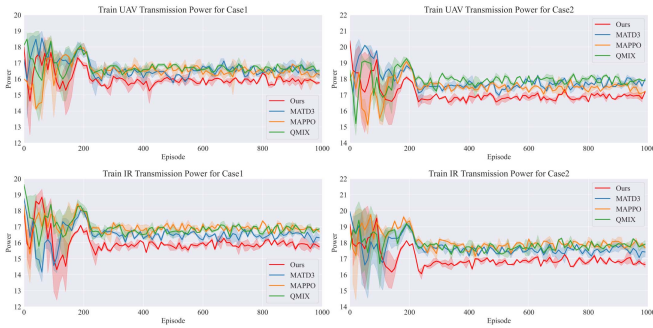 Train UAV Transmission Power for Case1
Power
21
20
19
18
17
16
15
14
13
12
Ours
MATD3
MAPPO
QMIX
0
200
400
600
800
1000
Episode
Train UAV Transmission Power for Case2
Power
22
21
20
19
18
17
16
15
14
Ours
MATD3
MAPPO
QMIX
0
200
400
600
800
1000
Episode
Train IR Transmission Power for Case1
Power
20
19
18
17
16
15
14
13
12
Ours
MATD3
MAPPO
QMIX
0
200
400
600
800
1000
Episode
Train IR Transmission Power for Case2
Power
22
21
20
19
18
17
16
15
14
Ours
MATD3
MAPPO
QMIX
0
200
400
600
800
1000
Episode